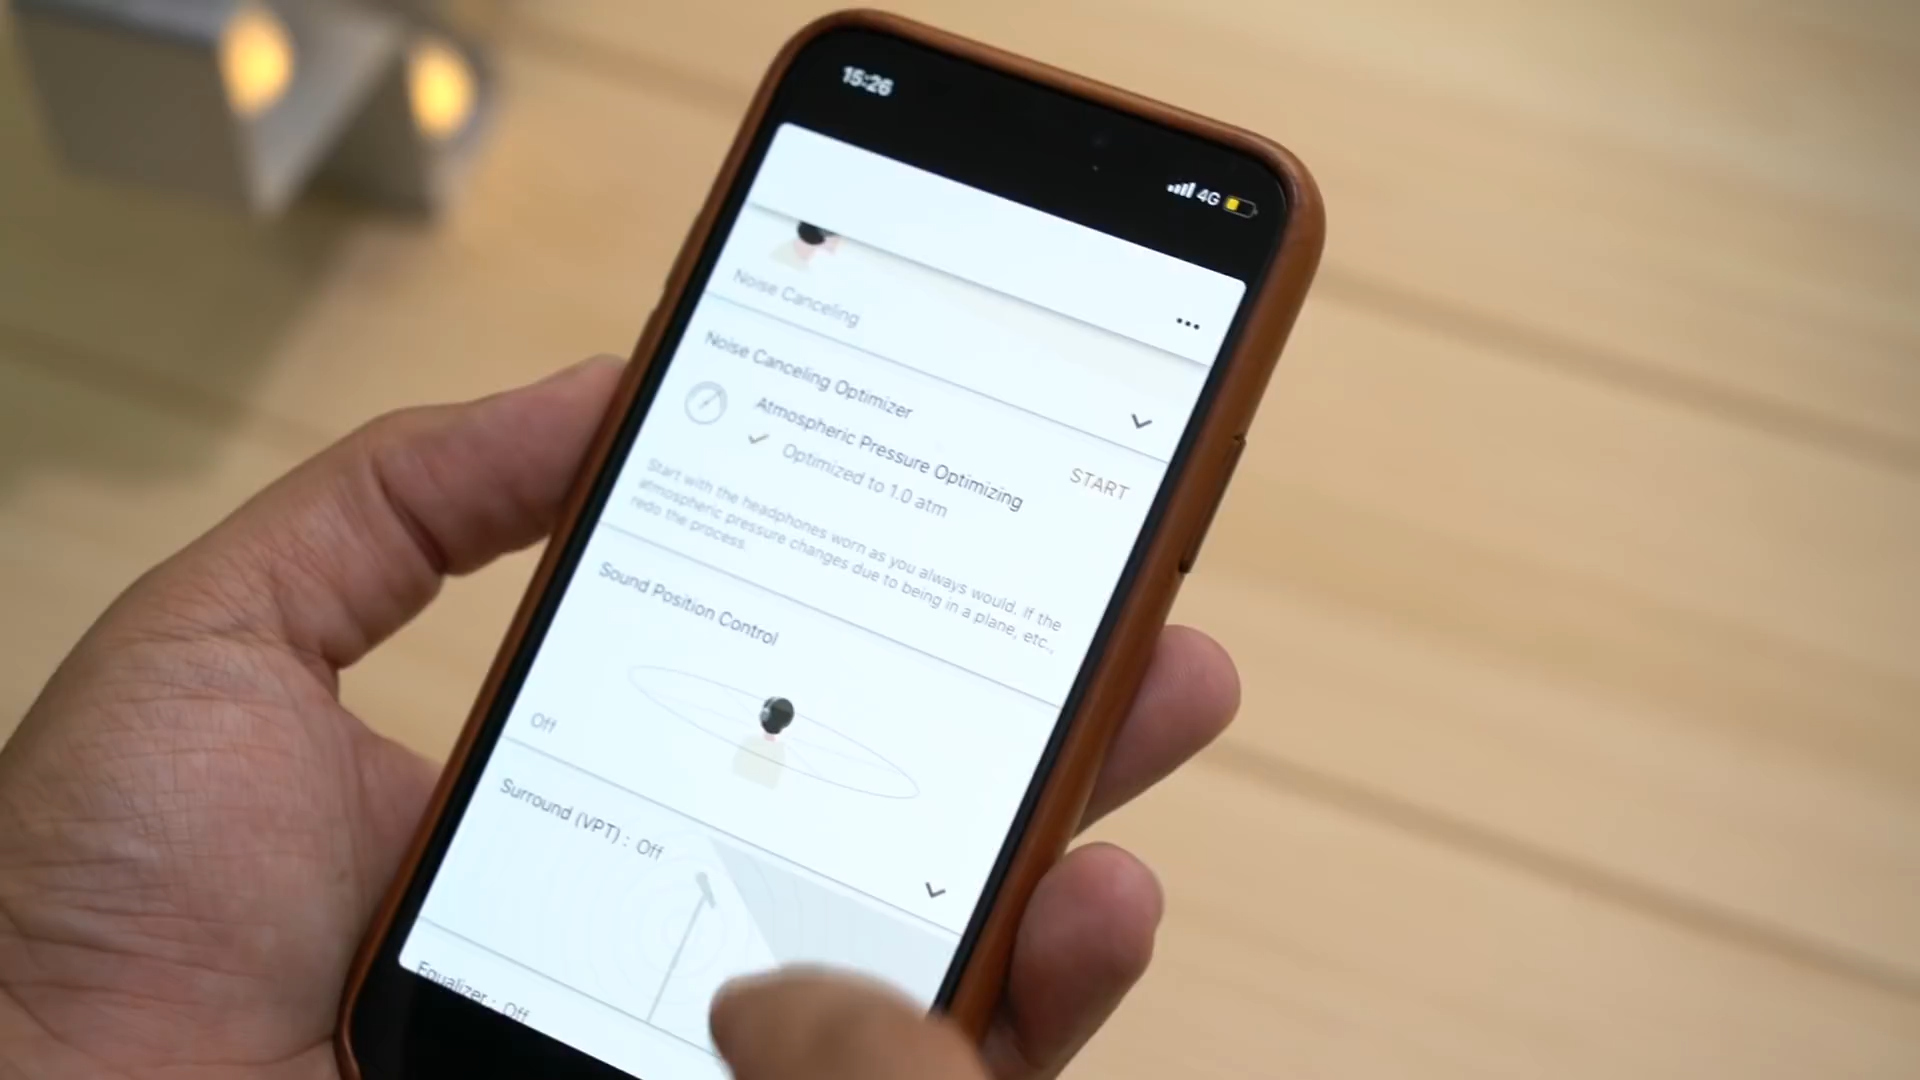 15:26
4G
Noise Canceling
Noise Canceling Optimizer
Atmospheric Pressure Optimizing
START
Optimized to 1.0 atm
Start with the headphones worn as you always would. If the
atmospheric pressure changes due to being in a plane, etc.,
redo the process.
Sound Position Control
Off
Surround (VPT) : Off
Equalizer : Off